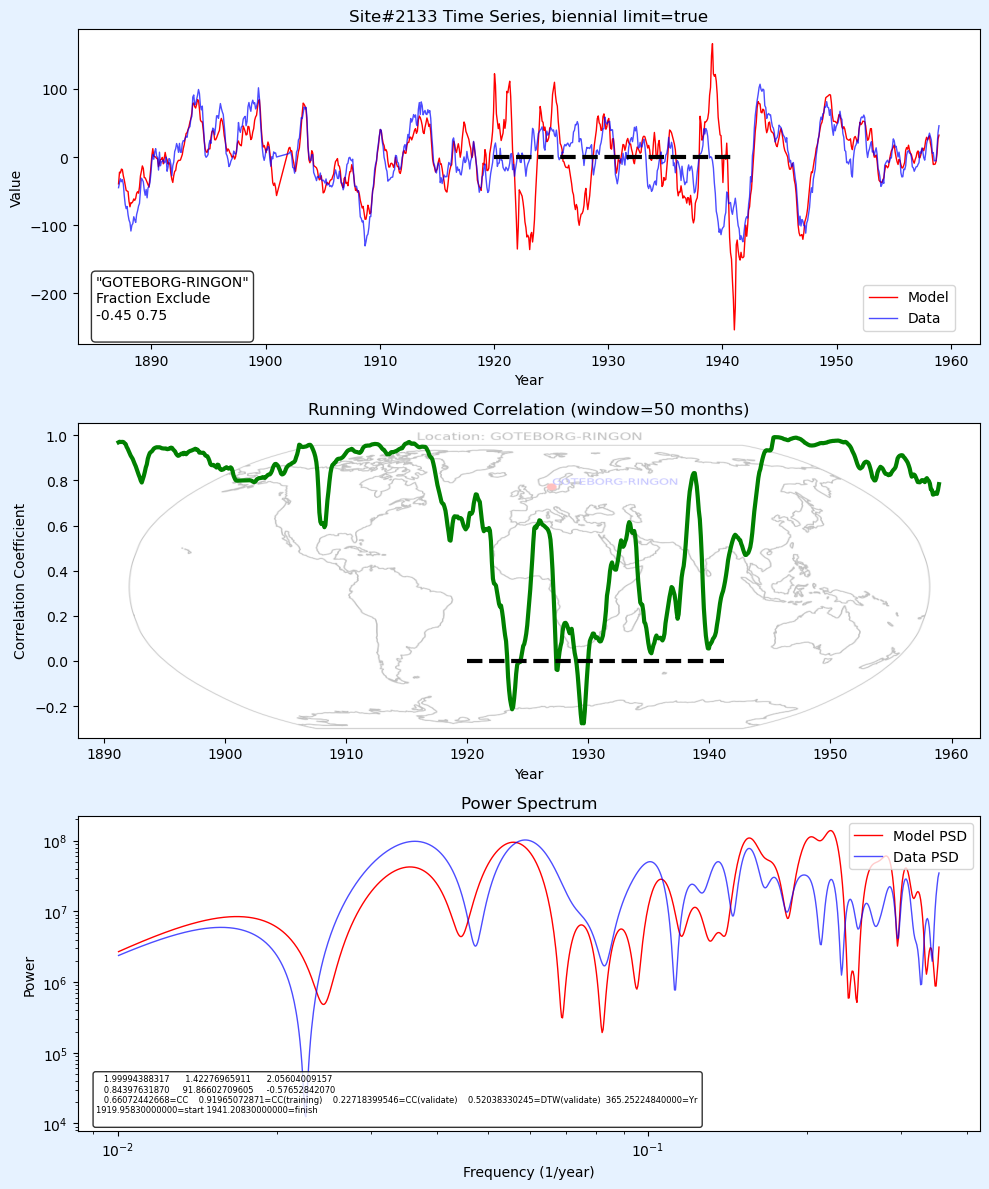 Site#2133 Time Series, biennial limit=true
Value
100
0
−100
−200
"GOTEBORG-RINGON"
Fraction Exclude
-0.45 0.75
Model
Data
1890 1900 1910 1920 1930 1940 1950 1960
Year
Running Windowed Correlation (window=50 months)
Correlation Coefficient
1.0
0.8
0.6
0.4
0.2
0.0
−0.2
Location: GOTEBORG-RINGON
GOTEBORG-RINGON
1890 1900 1910 1920 1930 1940 1950 1960
Year
Power Spectrum
Power
10^8
10^7
10^6
10^5
10^4
Model PSD
Data PSD
1.99994388317 1.42276965911 2.05604009157
0.84397631870 91.86602709605 -0.57652842070
0.66072442668=CC 0.91965072871=CC(training) 0.22718399546=CC(validate) 0.52038330245=DTW(validate) 365.25224840000=Yr
1919.95830000000=start 1941.20830000000=finish
10^−2 10^−1
Frequency (1/year)